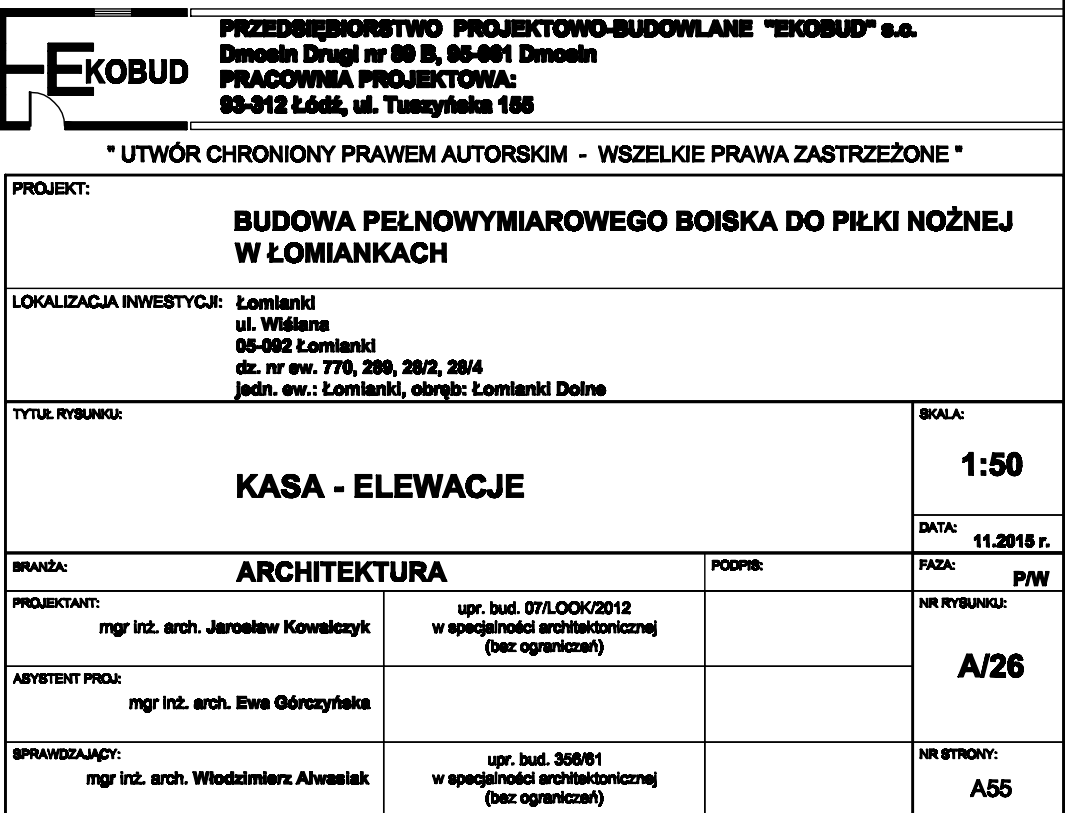 EKOBUD
PRZEDSIĘBIORSTWO PROJEKTOWO-BUDOWLANE "EKOBUD" s.c.
Dmosin Drugi nr 89 B, 95-061 Dmosin
PRACOWNIA PROJEKTOWA:
93-312 Łódź, ul. Tuszyńska 155
" UTWÓR CHRONIONY PRAWEM AUTORSKIM - WSZELKIE PRAWA ZASTRZEŻONE "
PROJEKT:
BUDOWA PEŁNOWYMIAROWEGO BOISKA DO PIŁKI NOŻNEJ
W ŁOMIANKACH
LOKALIZACJA INWESTYCJI:
Łomianki
ul. Wiślana
05-092 Łomianki
dz. nr ew. 770, 289, 28/2, 28/4
jedn. ew.: Łomianki, obręb: Łomianki Dolne
TYTUŁ RYSUNKU:
KASA - ELEWACJE
SKALA:
1:50
DATA:
11.2015 r.
BRANŻA:
ARCHITEKTURA
PODPIS:
FAZA:
P/W
PROJEKTANT:
mgr inż. arch. Jarosław Kowalczyk
upr. bud. 07/LOOK/2012
w specjalności architektonicznej
(bez ograniczeń)
NR RYSUNKU:
A/26
ASYSTENT PROJ:
mgr inż. arch. Ewa Górczyńska
SPRAWDZAJĄCY:
mgr inż. arch. Włodzimierz Alwasiak
upr. bud. 356/61
w specjalności architektonicznej
(bez ograniczeń)
NR STRONY:
A55